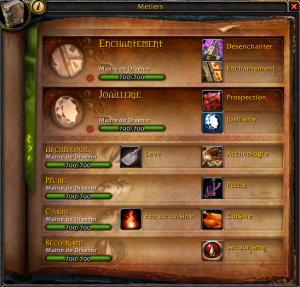 Métiers
Enchantement
Désenchanter
Maître de Draenor
700/700
Enchantement
Joaillerie
Prospection
Maître de Draenor
700/700
Joaillerie
Archéologie
Maître de Draenor
700/700
Levé
Archéologie
Pêche
Maître de Draenor
700/700
Pêche
Cuisine
Maître de Draenor
700/700
Feu de cuisine
Cuisine
Secourisme
Maître de Draenor
700/700
Secourisme